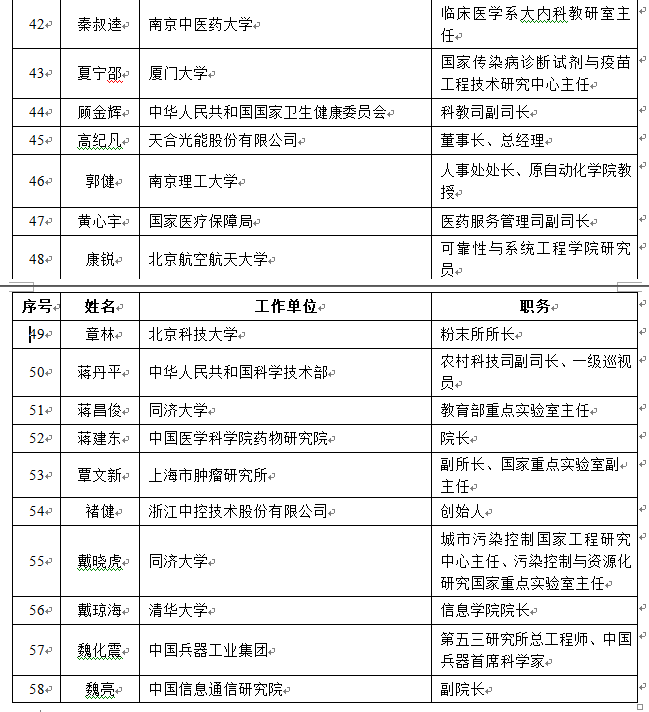 42 秦叔逵 南京中医药大学 临床医学系大内科教研室主
任
43 夏宁邵 厦门大学 国家传染病诊断试剂与疫苗
工程技术研究中心主任
44 顾金辉 中华人民共和国国家卫生健康委员会 科教司副司长
45 高纪凡 天合光能股份有限公司 董事长、总经理
46 郭健 南京理工大学 人事处处长、原自动化学院教
授
47 黄心宇 国家医疗保障局 医药服务管理司副司长
48 康锐 北京航空航天大学 可靠性与系统工程学院研究
员
序号 姓名 工作单位 职务
49 章林 北京科技大学 粉末所所长
50 蒋丹平 中华人民共和国科学技术部 农村科技司副司长、一级巡视
员
51 蒋昌俊 同济大学 教育部重点实验室主任
52 蒋建东 中国医学科学院药物研究院 院长
53 覃文新 上海市肿瘤研究所 副所长、国家重点实验室副
主任
54 褚健 浙江中控技术股份有限公司 创始人
55 戴晓虎 同济大学 城市污染控制国家工程研究
中心主任、污染控制与资源化
研究国家重点实验室主任
56 戴琼海 清华大学 信息学院院长
57 魏化震 中国兵器工业集团 第五三研究所总工程师、中国
兵器首席科学家
58 魏亮 中国信息通信研究院 副院长